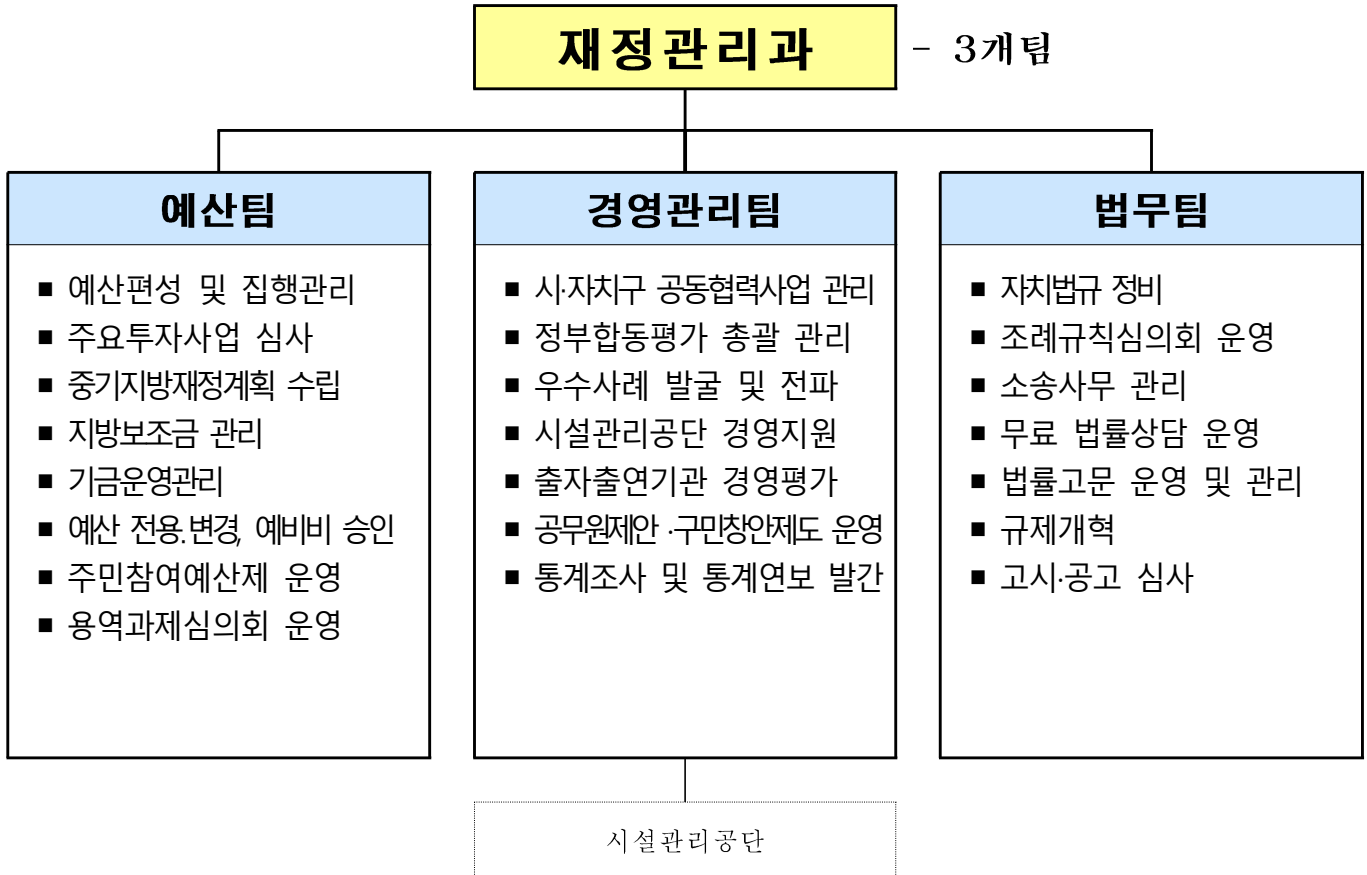 재정관리과 - 3개팀
예산팀
■ 예산편성 및 집행관리
■ 주요투자사업 심사
■ 중기지방재정계획 수립
■ 지방보조금 관리
■ 기금운영관리
■ 예산 전용.변경, 예비비 승인
■ 주민참여예산제 운영
■ 용역과제심의회 운영
경영관리팀
■ 시·자치구 공동협력사업 관리
■ 정부합동평가 총괄 관리
■ 우수사례 발굴 및 전파
■ 시설관리공단 경영지원
■ 출자출연기관 경영평가
■ 공무원제안 ·구민창안제도 운영
■ 통계조사 및 통계연보 발간
법무팀
■ 자치법규 정비
■ 조례규칙심의회 운영
■ 소송사무 관리
■ 무료 법률상담 운영
■ 법률고문 운영 및 관리
■ 규제개혁
■ 고시·공고 심사
시설관리공단